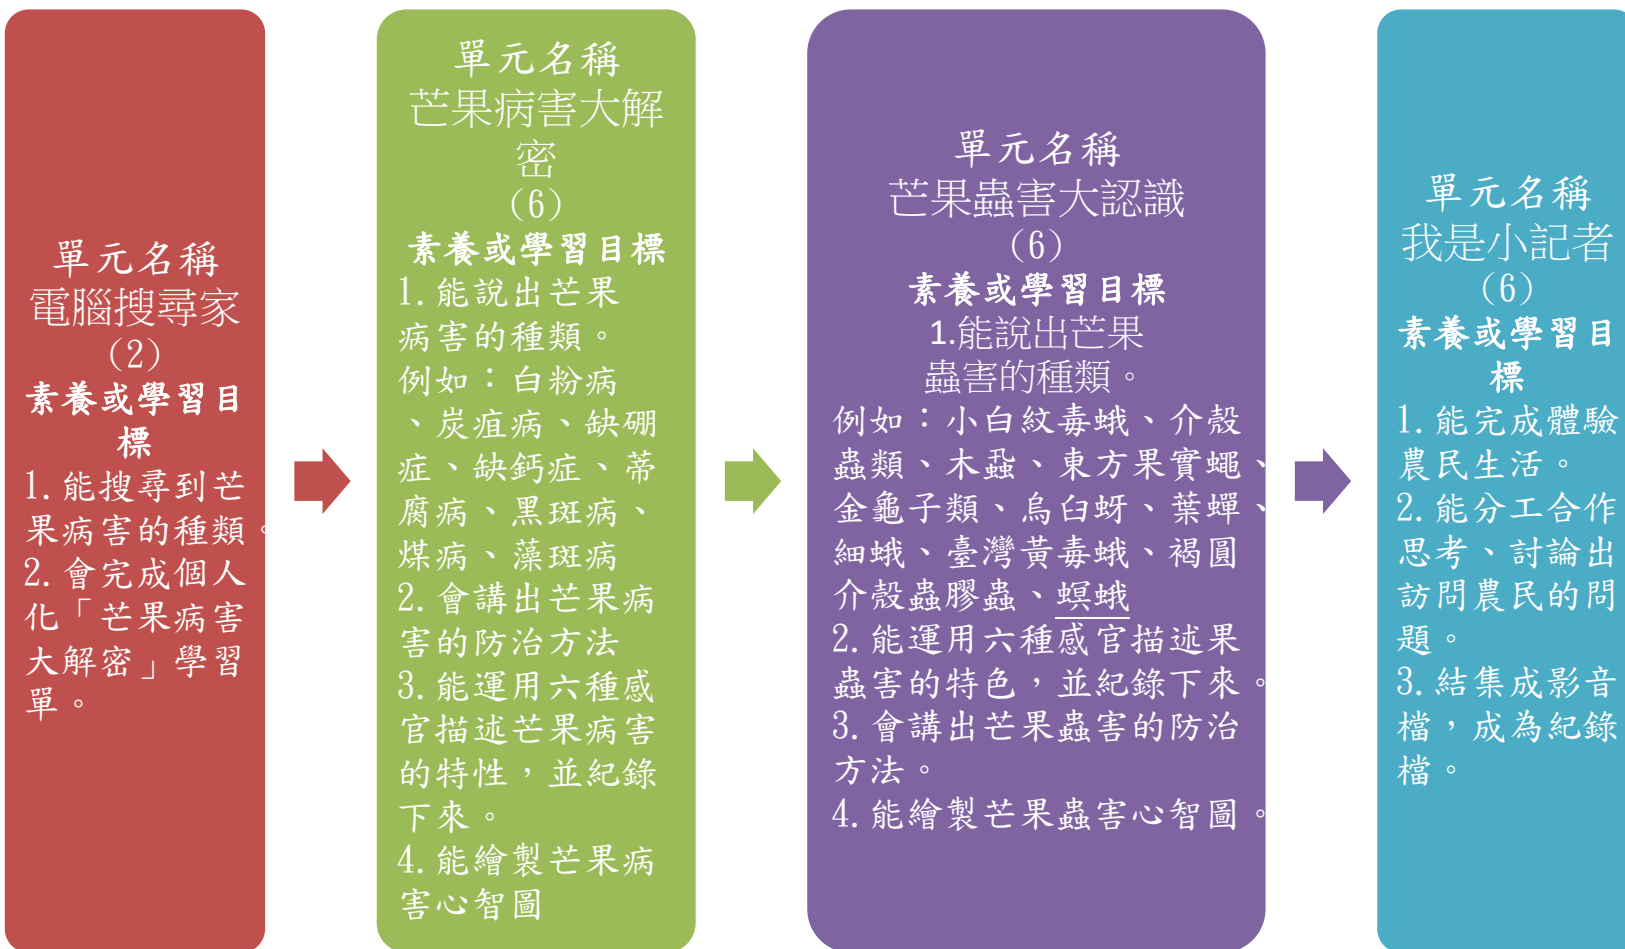 單元名稱
電腦搜尋家
(2)
素養或學習目
標
1.能搜尋到芒
果病害的種類。
2.會完成個人
化「芒果病害
大解密」學習
單。
單元名稱
芒果病害大解
密
(6)
素養或學習目標
1.能說出芒果
病害的種類。
例如：白粉病
、炭疽病、缺硼
症、缺鈣症、蒂
腐病、黑斑病、
煤病、藻斑病
2.會講出芒果病
害的防治方法
3.能運用六種感
官描述芒果病害
的特性，並紀錄
下來。
4.能繪製芒果病
害心智圖
單元名稱
芒果蟲害大認識
(6)
素養或學習目標
1.能說出芒果
蟲害的種類。
例如：小白紋毒蛾、介殼
蟲類、木蝨、東方果實蠅、
金龜子類、烏臼蚜、葉蟬、
細蛾、臺灣黃毒蛾、褐圓
介殼蟲膠蟲、螟蛾
2.能運用六種感官描述果
蟲害的特色，並紀錄下來。
3.會講出芒果蟲害的防治
方法。
4.能繪製芒果蟲害心智圖。
單元名稱
我是小記者
(6)
素養或學習目
標
1.能完成體驗
農民生活。
2.能分工合作
思考、討論出
訪問農民的問
題。
3.結集成影音
檔，成為紀錄
檔。